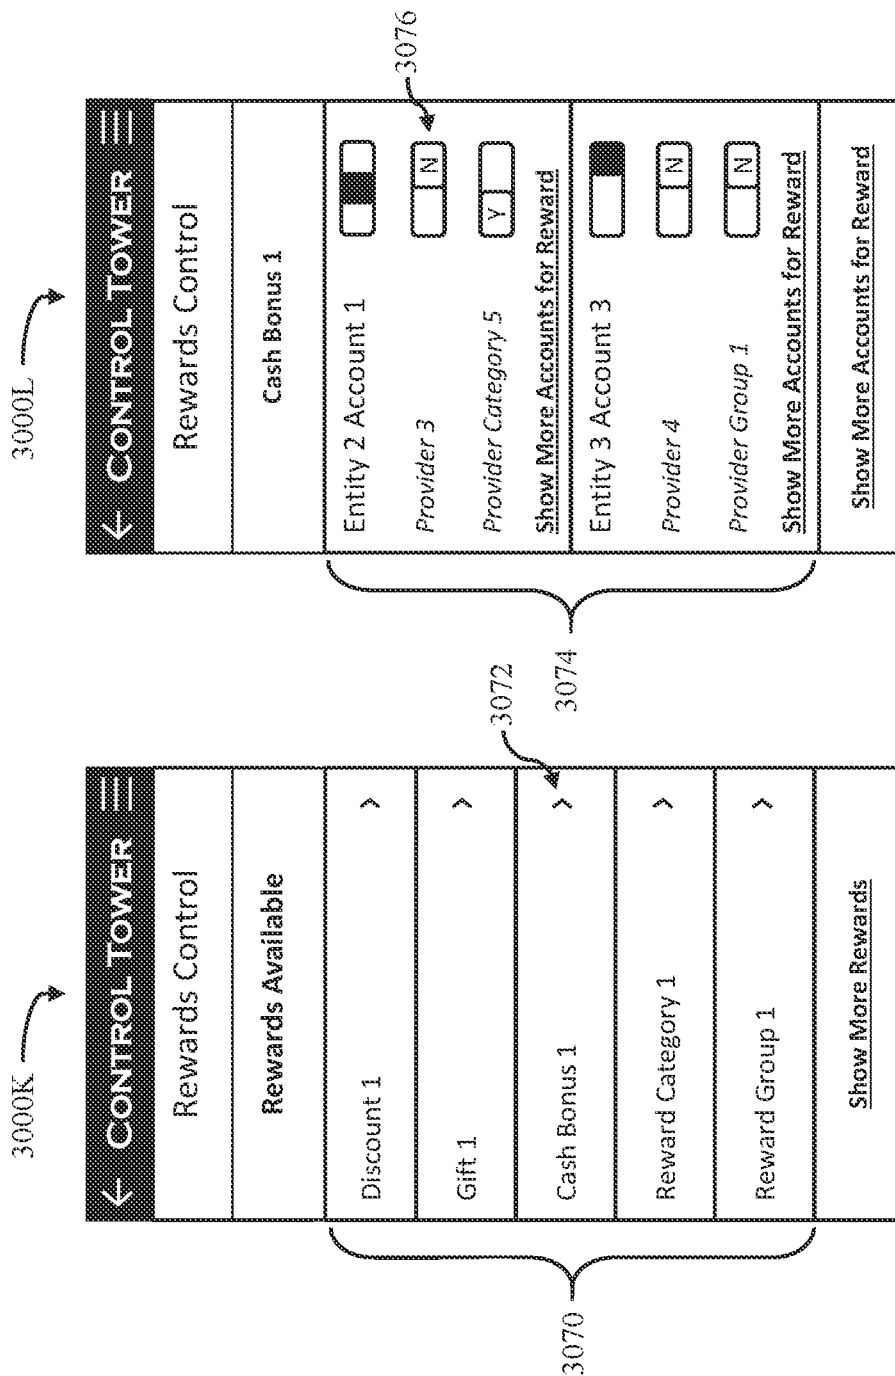 3000K
← CONTROL TOWER
Rewards Control
Rewards Available
Discount 1 >
Gift 1 >
Cash Bonus 1 >
Reward Category 1 >
Reward Group 1 >
Show More Rewards
3070
3072
3000L
← CONTROL TOWER
Rewards Control
Cash Bonus 1
Entity 2 Account 1
Provider 3 N
Provider Category 5 Y
Show More Accounts for Reward
Entity 3 Account 3
Provider 4 N
Provider Group 1 N
Show More Accounts for Reward
Show More Accounts for Reward
3074
3076